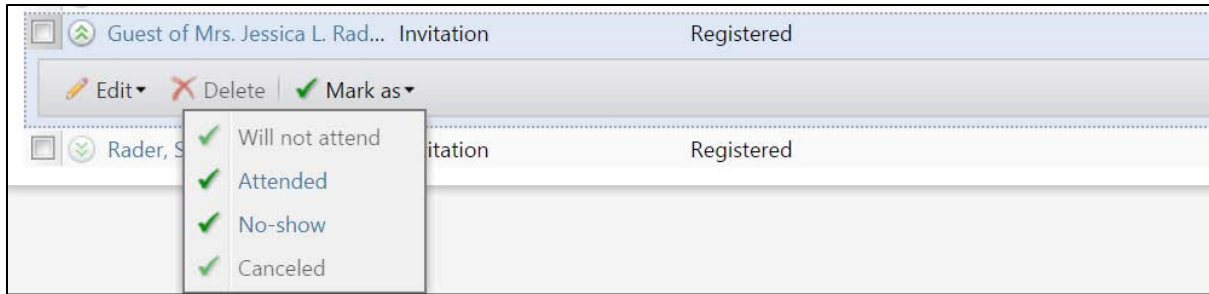 Guest of Mrs. Jessica L. Rad... Invitation Registered
Edit Delete Mark as
Will not attend
Rader, S itation Registered
Attended
No-show
Canceled